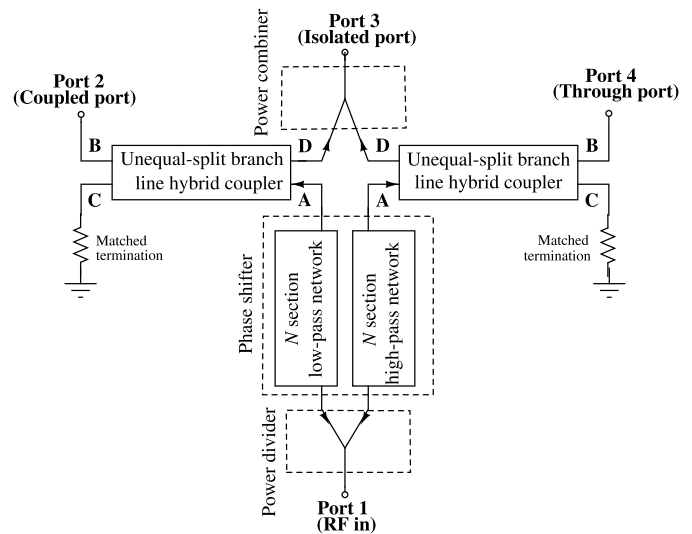 Port 3
(Isolated port)
Power combiner
Port 2
(Coupled port)
Port 4
(Through port)
B
D
D
B
Unequal-split branch
line hybrid coupler
Unequal-split branch
line hybrid coupler
C
A
A
C
Matched
termination
Matched
termination
Phase shifter
N section
low-pass network
N section
high-pass network
Power divider
Port 1
(RF in)